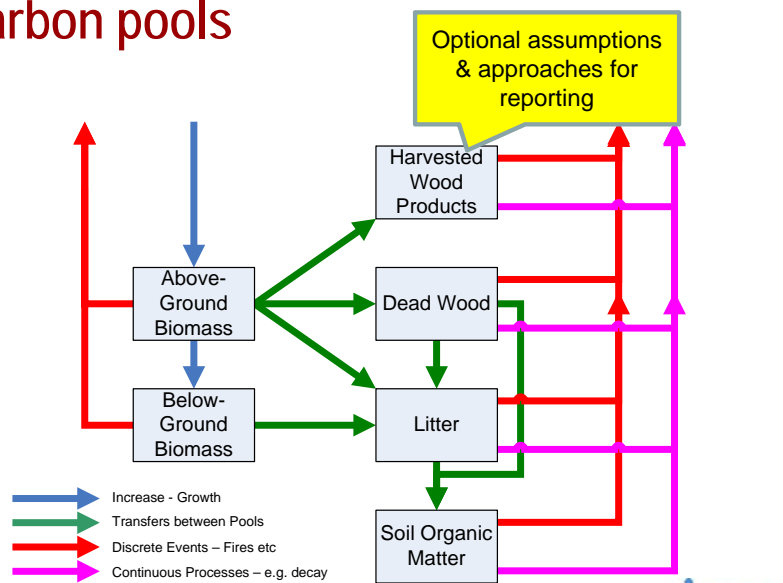 arbon pools
Optional assumptions
& approaches for
reporting
Harvested
Wood
Products
Above-
Ground
Biomass
Dead Wood
Below-
Ground
Biomass
Litter
Soil Organic
Matter
Increase - Growth
Transfers between Pools
Discrete Events – Fires etc
Continuous Processes – e.g. decay